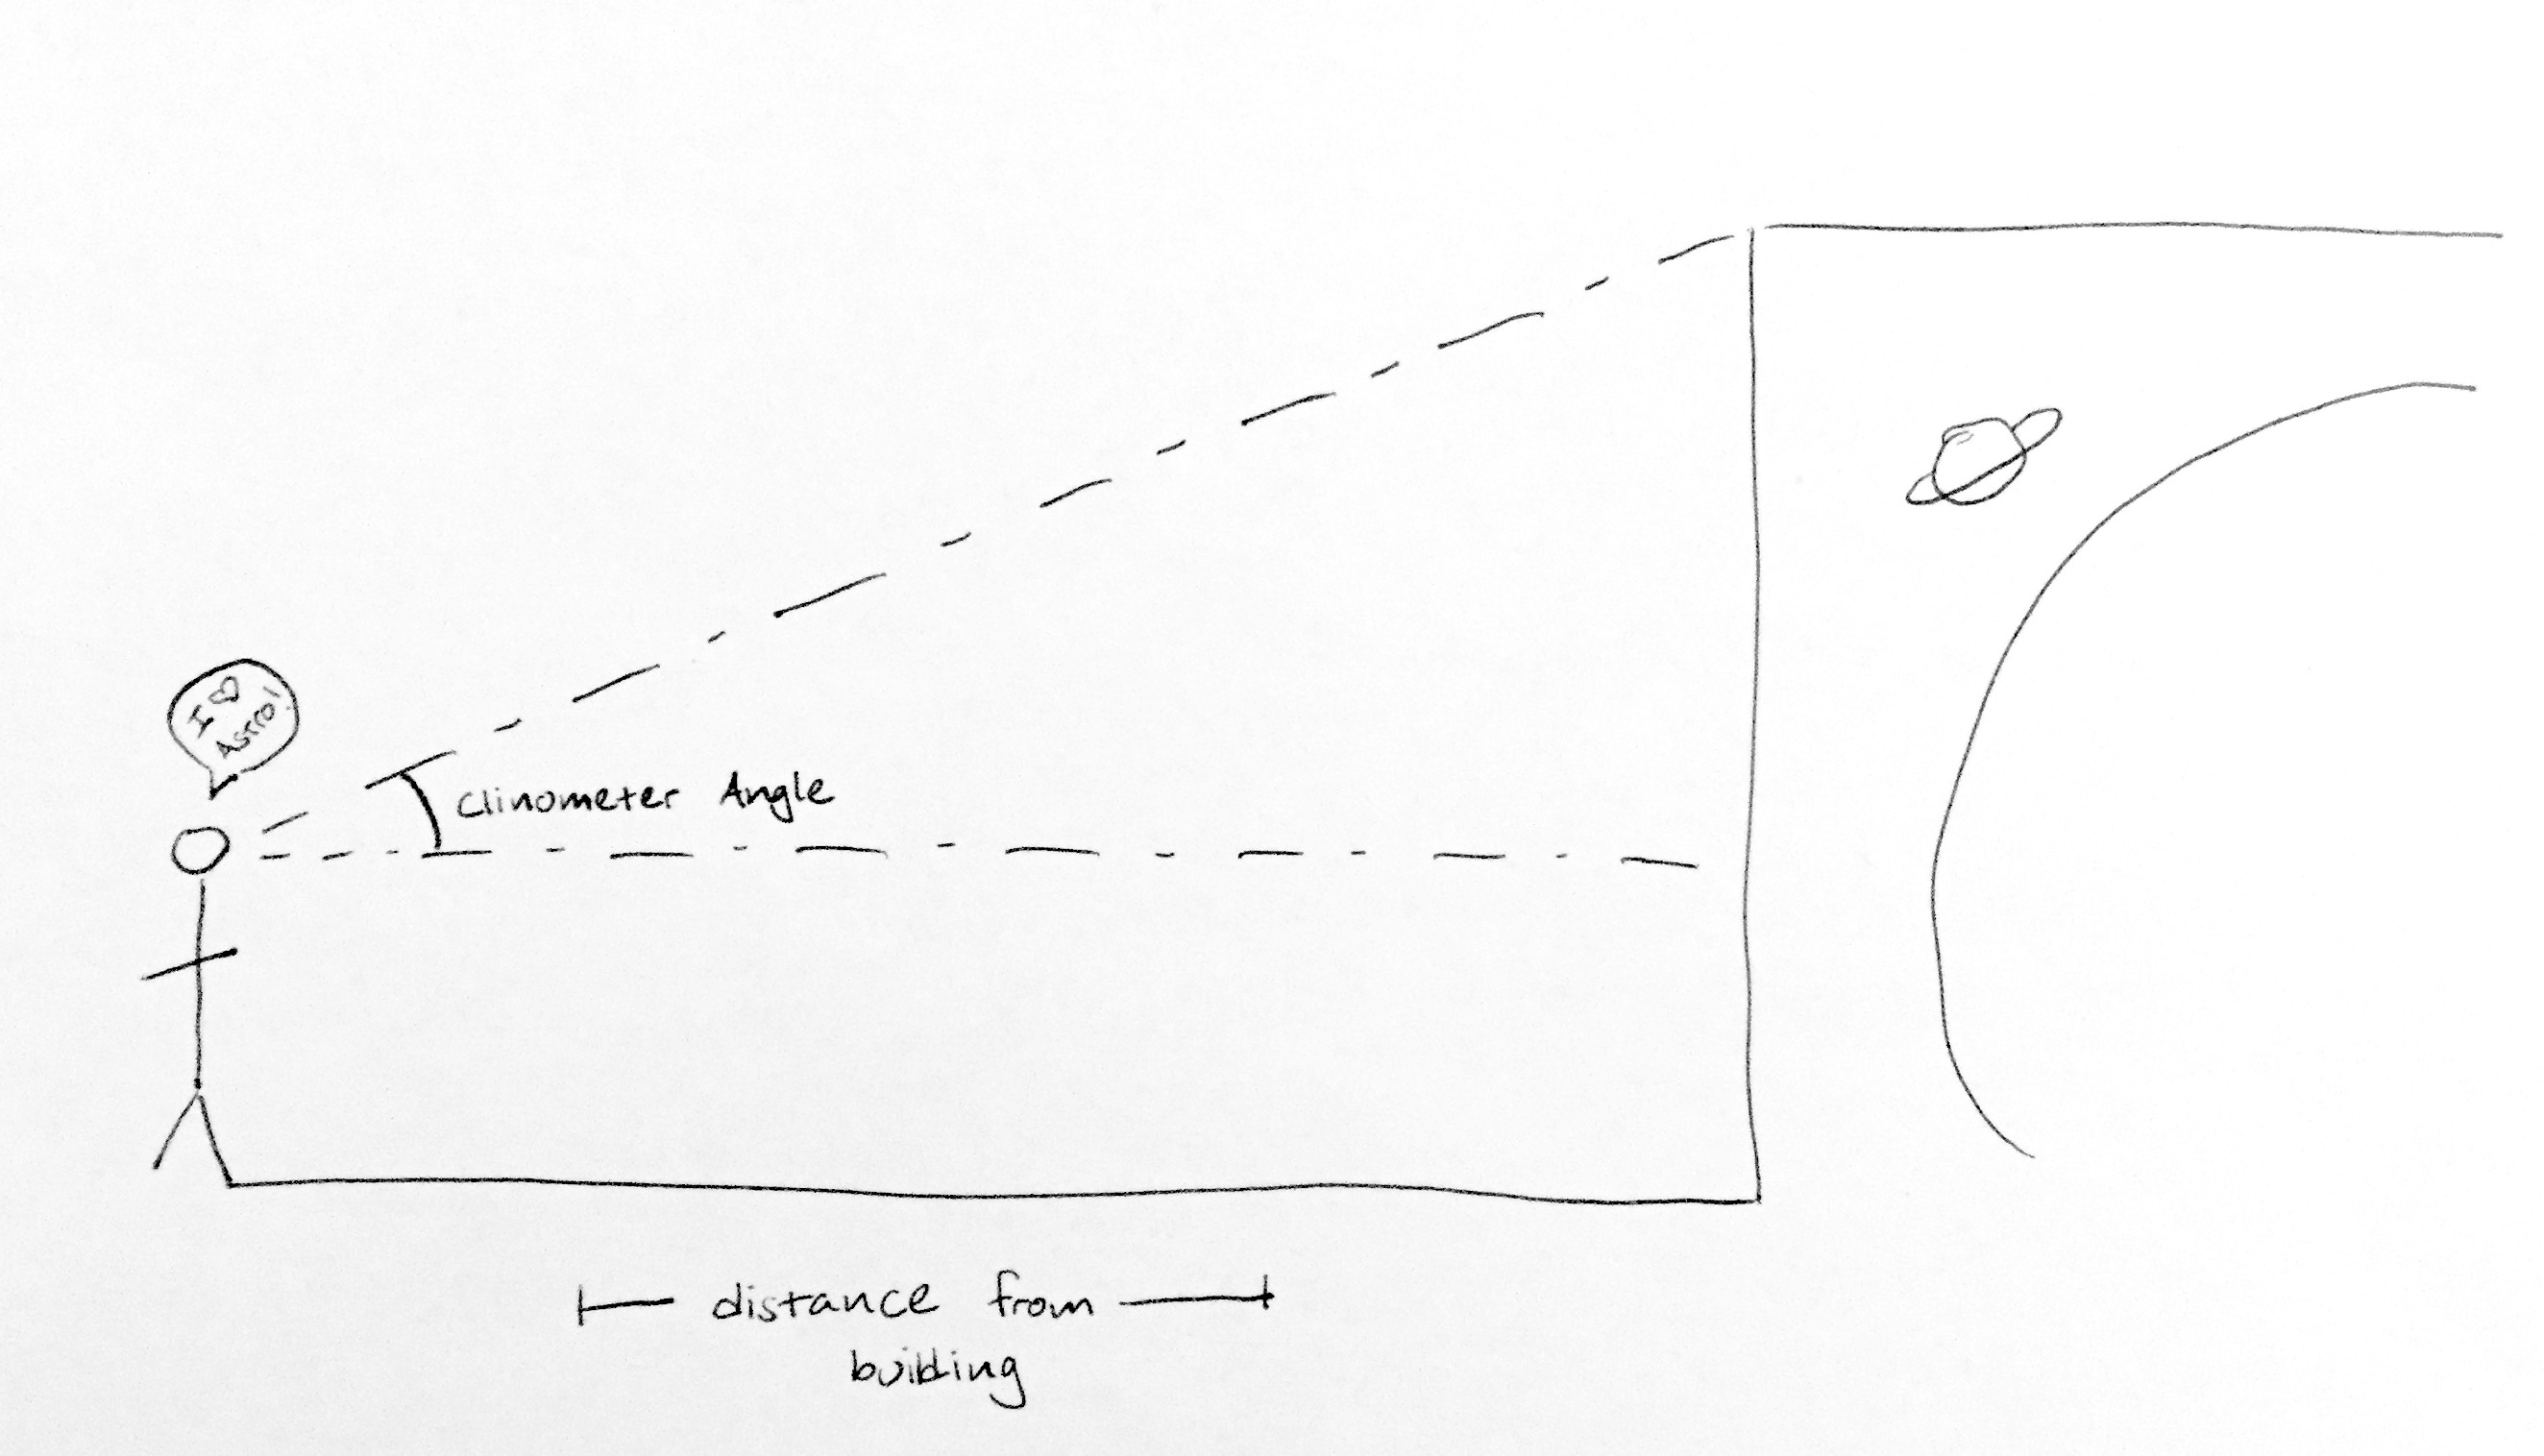 I ♡
Astro!
Clinometer Angle
distance from
building